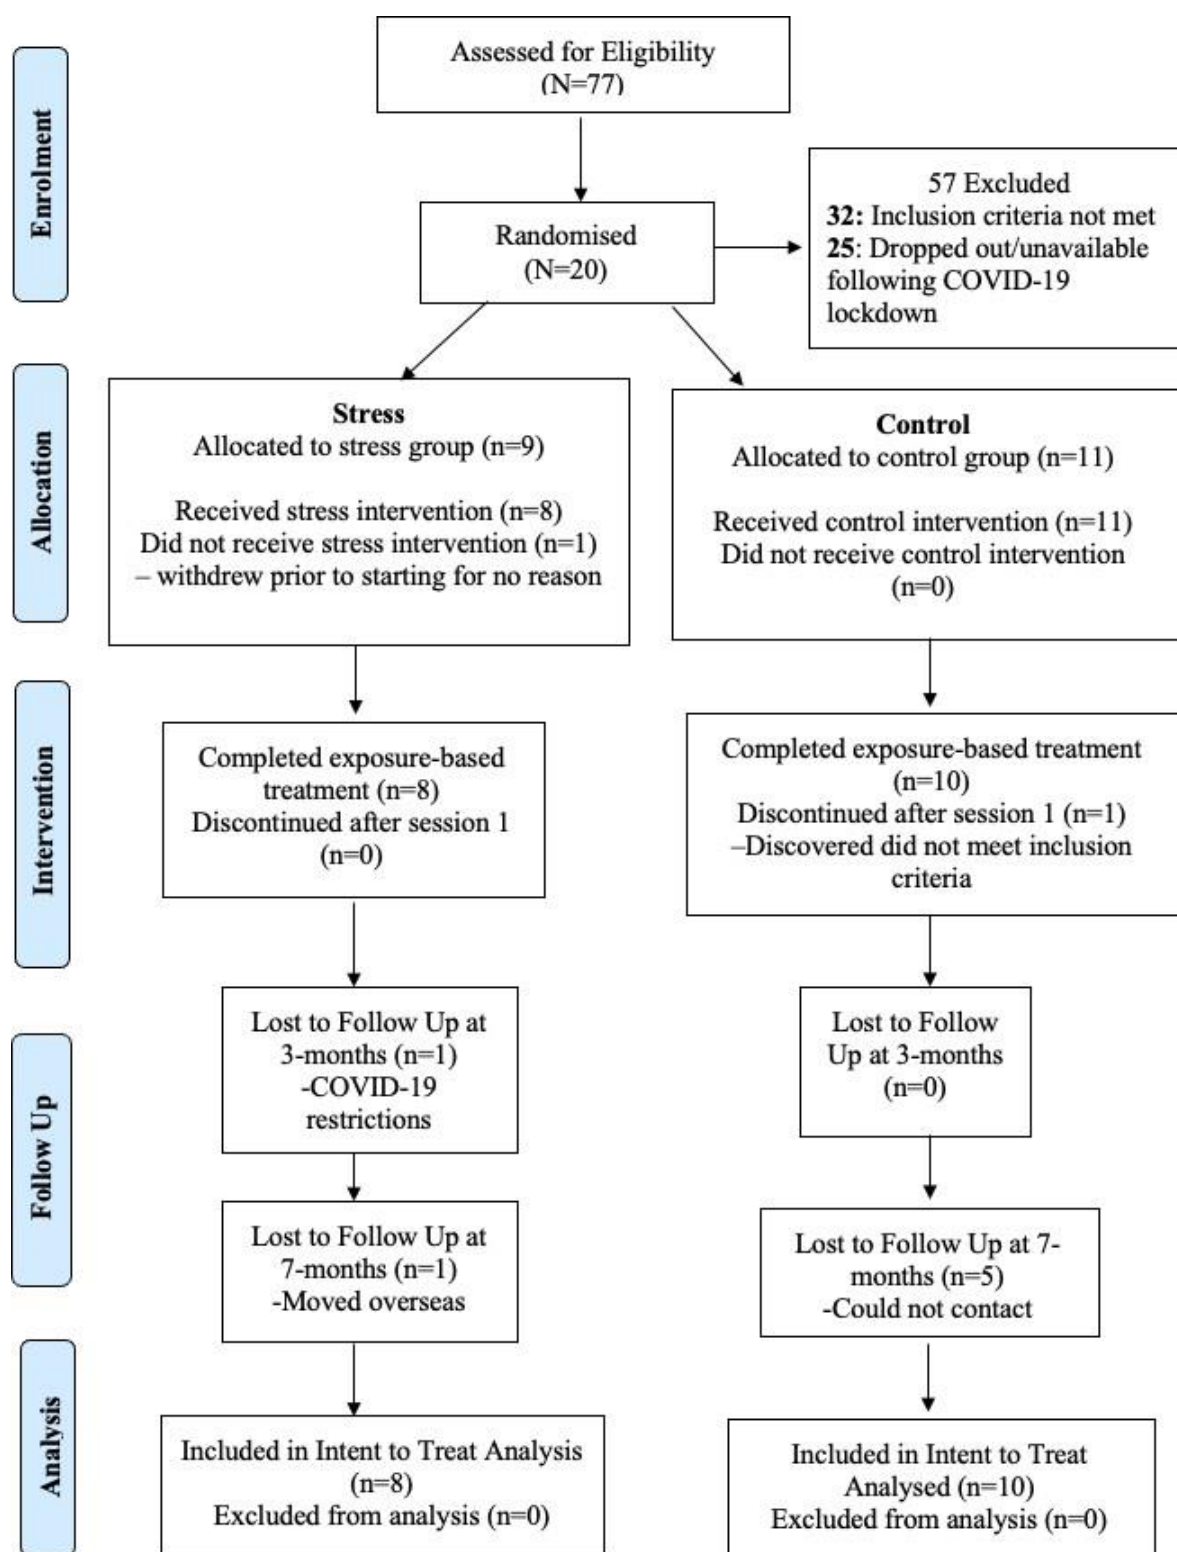 Enrolment
Assessed for Eligibility
(N=77)
57 Excluded
32: Inclusion criteria not met
25: Dropped out/unavailable
following COVID-19
lockdown
Randomised
(N=20)
Allocation
Stress
Allocated to stress group (n=9)
Received stress intervention (n=8)
Did not receive stress intervention (n=1)
– withdrew prior to starting for no reason
Control
Allocated to control group (n=11)
Received control intervention (n=11)
Did not receive control intervention
(n=0)
Intervention
Completed exposure-based
treatment (n=8)
Discontinued after session 1
(n=0)
Completed exposure-based treatment
(n=10)
Discontinued after session 1 (n=1)
–Discovered did not meet inclusion
criteria
Follow Up
Lost to Follow Up at
3-months (n=1)
-COVID-19
restrictions
Lost to Follow
Up at 3-months
(n=0)
Lost to Follow Up at
7-months (n=1)
-Moved overseas
Lost to Follow Up at 7-
months (n=5)
-Could not contact
Analysis
Included in Intent to Treat Analysis
(n=8)
Excluded from analysis (n=0)
Included in Intent to Treat
Analysed (n=10)
Excluded from analysis (n=0)